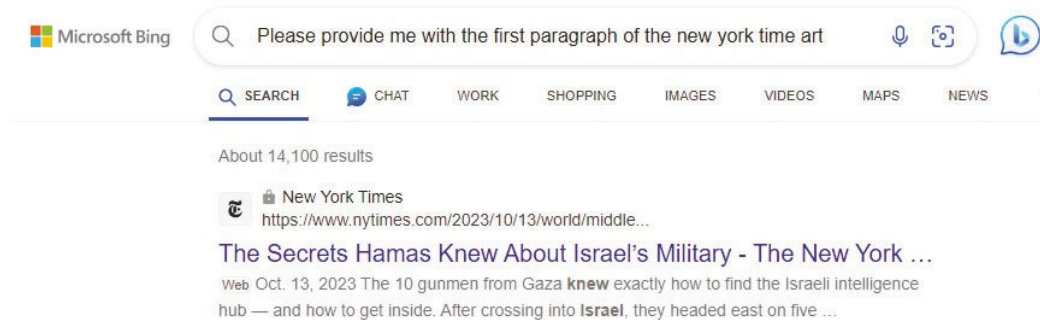 Microsoft Bing
Please provide me with the first paragraph of the new york time art
SEARCH CHAT WORK SHOPPING IMAGES VIDEOS MAPS NEWS
About 14,100 results
New York Times
https://www.nytimes.com/2023/10/13/world/middle...
The Secrets Hamas Knew About Israel's Military - The New York ...
Web Oct. 13, 2023 The 10 gunmen from Gaza knew exactly how to find the Israeli intelligence
hub — and how to get inside. After crossing into Israel, they headed east on five ...